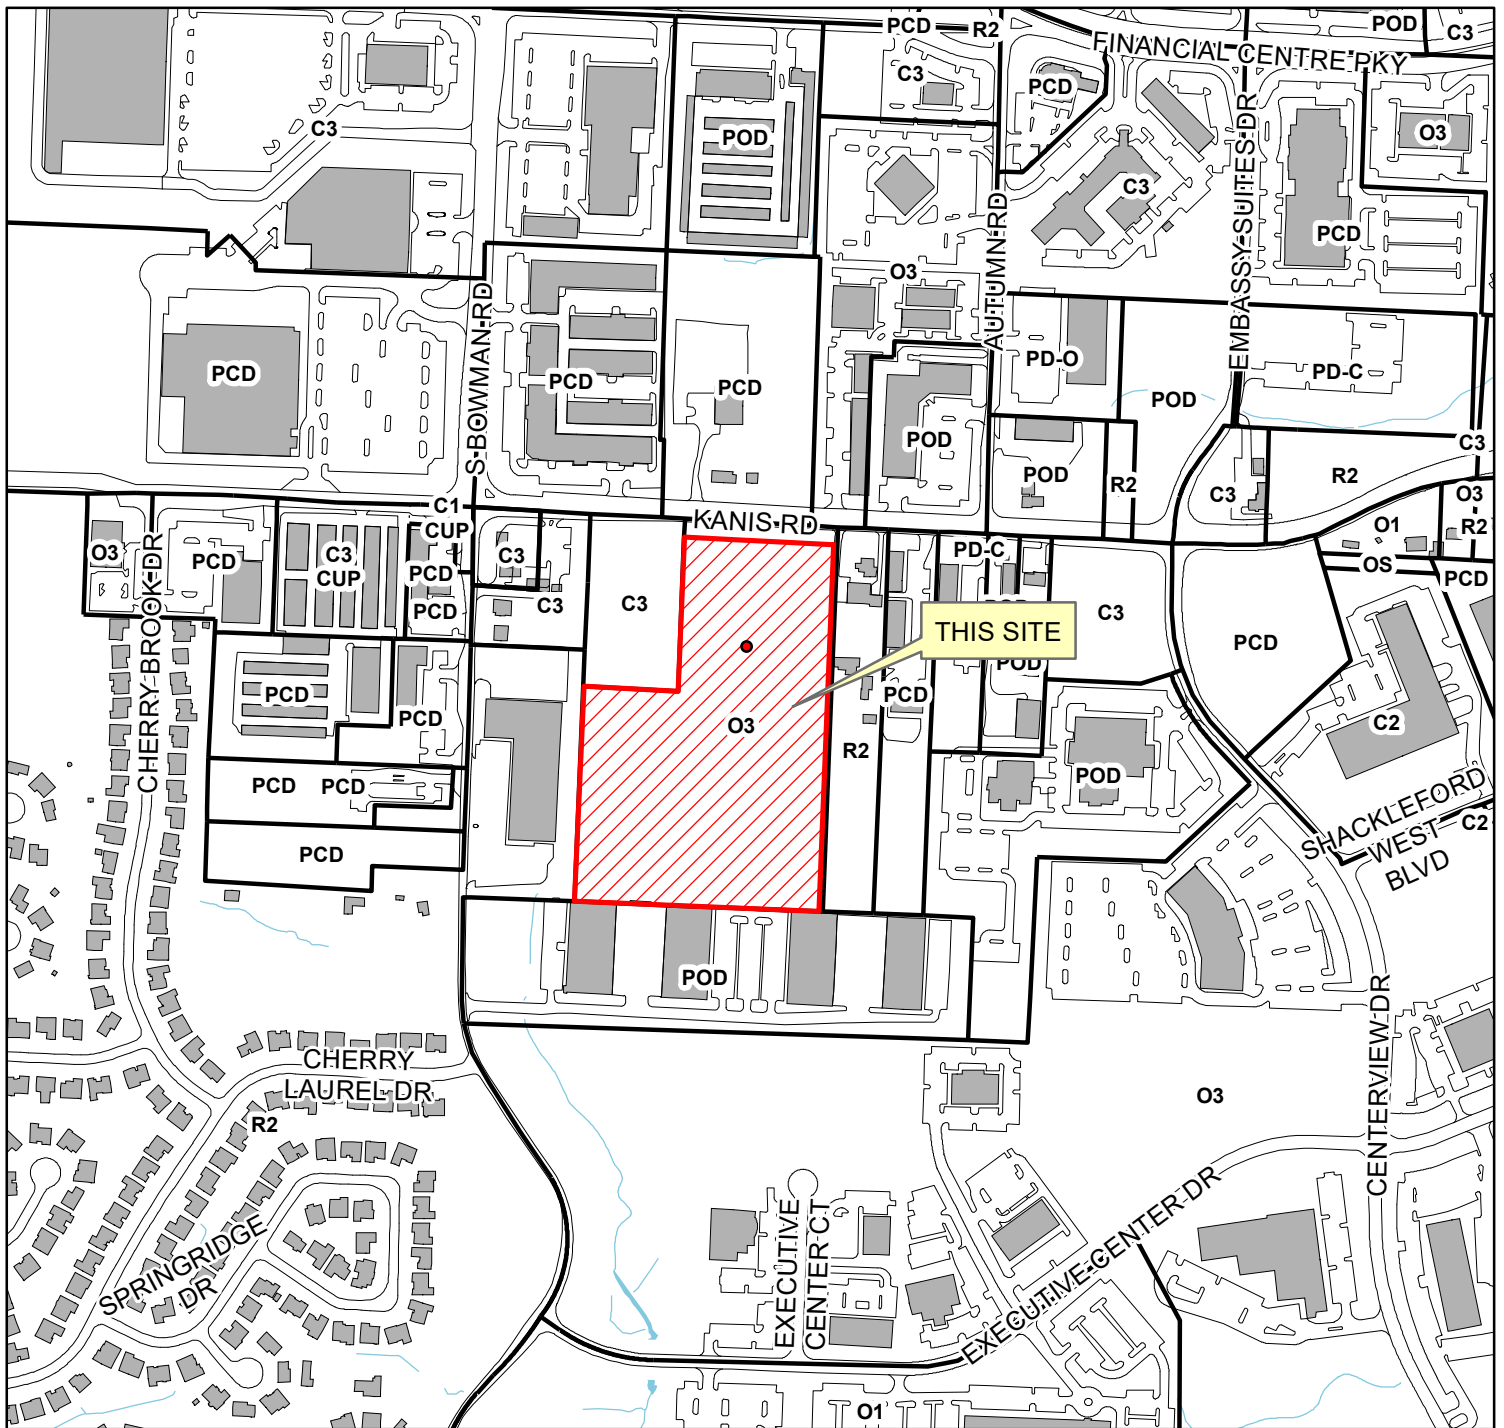 PCD
R2
POD
C3
FINANCIAL CENTRE PKY
C3
PCD
C3
POD
O3
C3
EMBASSY SUITES DR
PCD
AUTUMN RD
O3
S BOWMAN RD
PD-O
PD-C
PCD
PCD
PCD
POD
POD
C3
POD
R2
R2
C3
O3
C1
CUP
KANIS RD
O1
R2
O3
CHERRY BROOK DR
PCD
C3
CUP
C3
PD-C
OS
PCD
PCD
PCD
C3
C3
POD
C3
THIS SITE
PCD
POD
PCD
PCD
PCD
O3
R2
C2
POD
PCD
PCD
SHACKLEFORD
WEST
BLVD
C2
PCD
POD
CENTERVIEW DR
CHERRY
LAUREL DR
R2
O3
SPRINGRIDGE
DR
EXECUTIVE
CENTER CT
EXECUTIVE CENTER DR
O1